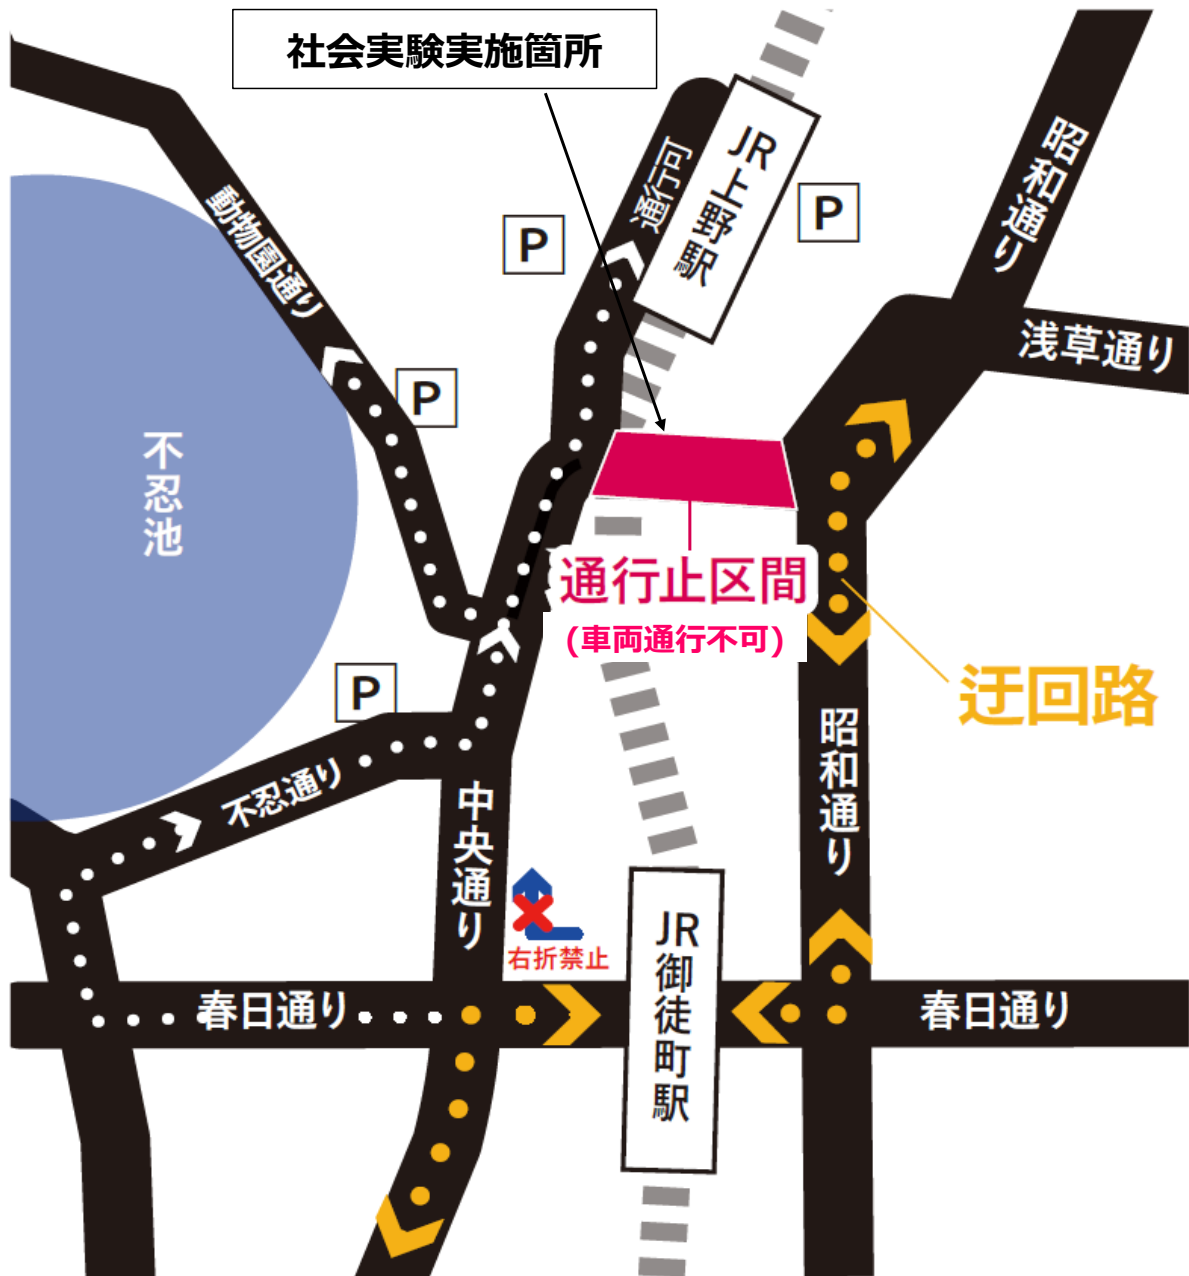 社会実験実施箇所
昭和通り
通行可
JR上野駅
P
P
動物園通り
浅草通り
P
不忍池
通行止区間
(車両通行不可)
迂回路
P
昭和通り
不忍通り
中央通り
右折禁止
JR御徒町駅
春日通り
春日通り